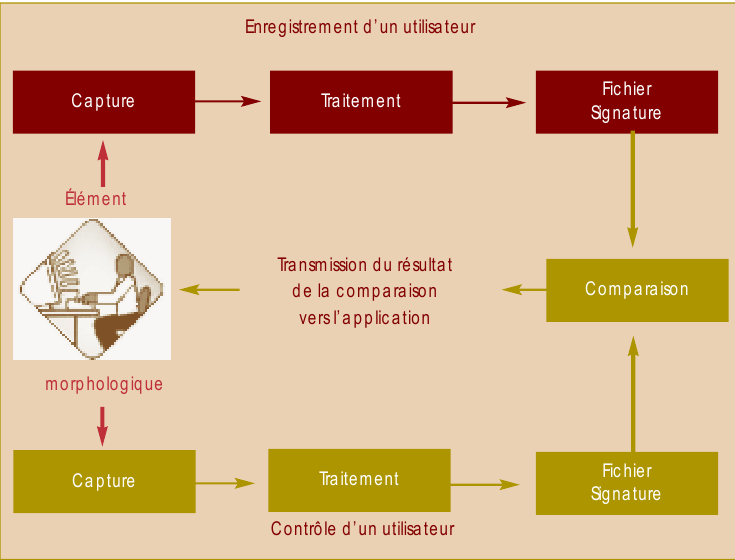 Enregistrement d'un utilisateur
Capture
Traitement
Fichier
Signature
Élément
Transmission du résultat
de la comparaison
vers l'application
Comparaison
morphologique
Capture
Traitement
Fichier
Signature
Contrôle d'un utilisateur